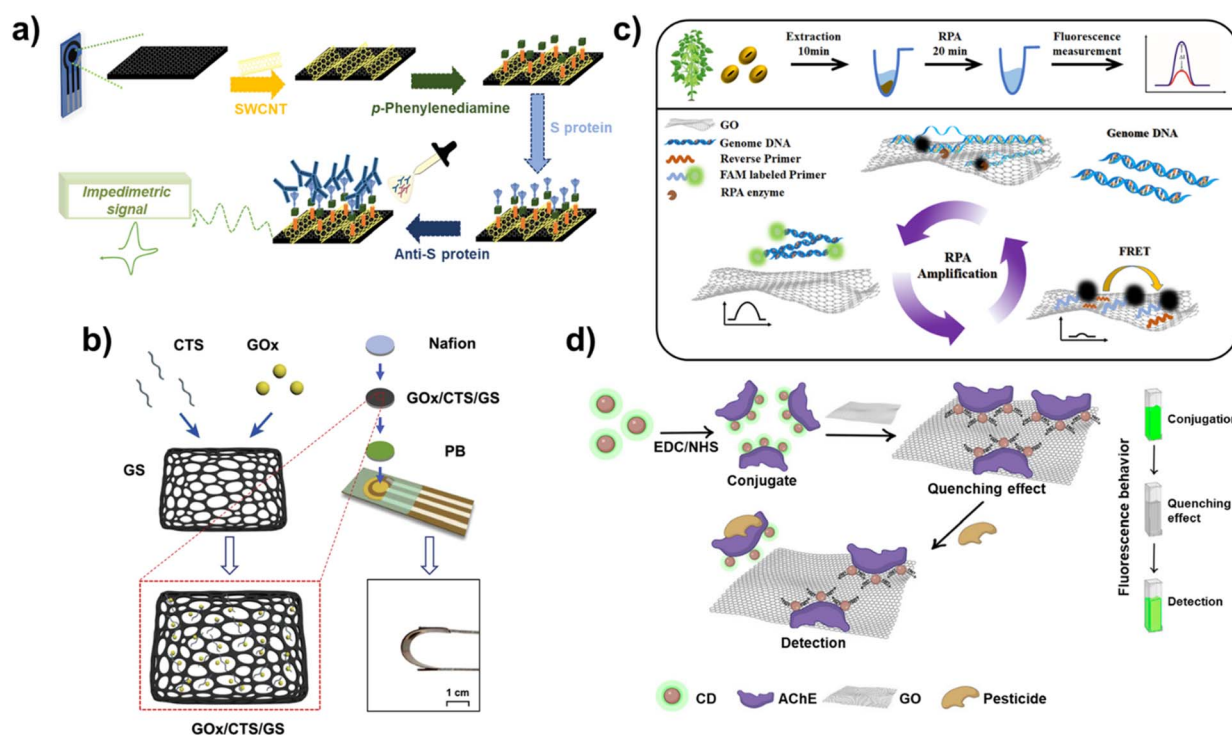 a)
SWCNT
p-Phenylenediamine
S protein
Anti-S protein
Impedimetric
signal
b)
CTS
GOx
GS
GOx/CTS/GS
Nafion
GOx/CTS/GS
PB
1 cm
c)
Extraction
10min
RPA
20 min
Fluorescence
measurement
GO
Genome DNA
Reverse Primer
FAM labeled Primer
RPA enzyme
Genome DNA
RPA
Amplification
FRET
d)
EDC/NHS
Conjugate
Quenching effect
Detection
Fluorescence behavior
Conjugation
Quenching
effect
Detection
CD
AChE
GO
Pesticide